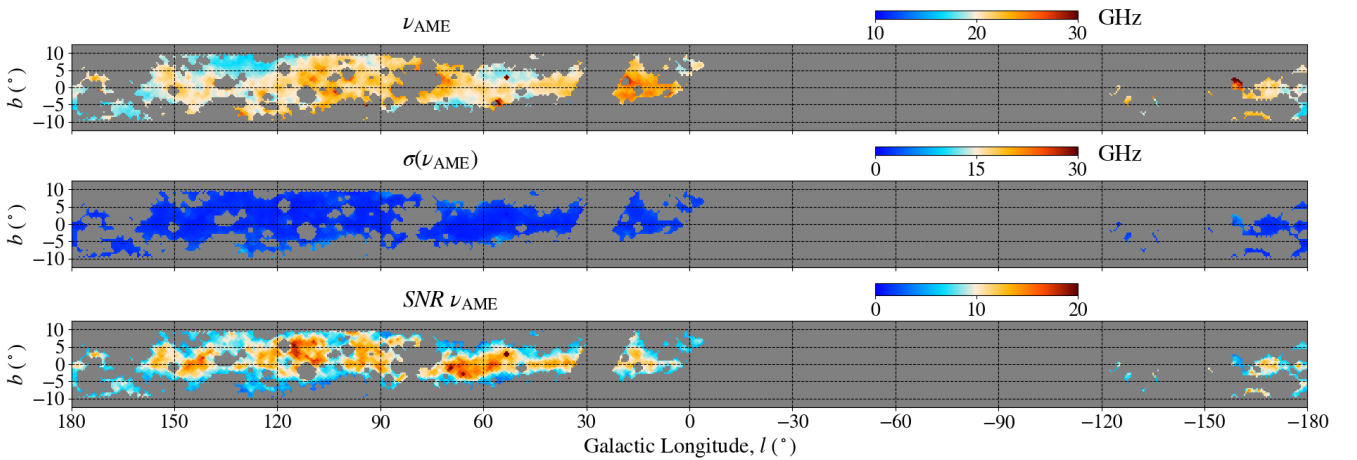 ν_AME
10 20 30 GHz
b (°)
10
5
0
−5
−10
σ(ν_AME)
0 15 30 GHz
b (°)
10
5
0
−5
−10
SNR ν_AME
0 10 20
b (°)
10
5
0
−5
−10
180 150 120 90 60 30 0 −30 −60 −90 −120 −150 −180
Galactic Longitude, l (°)